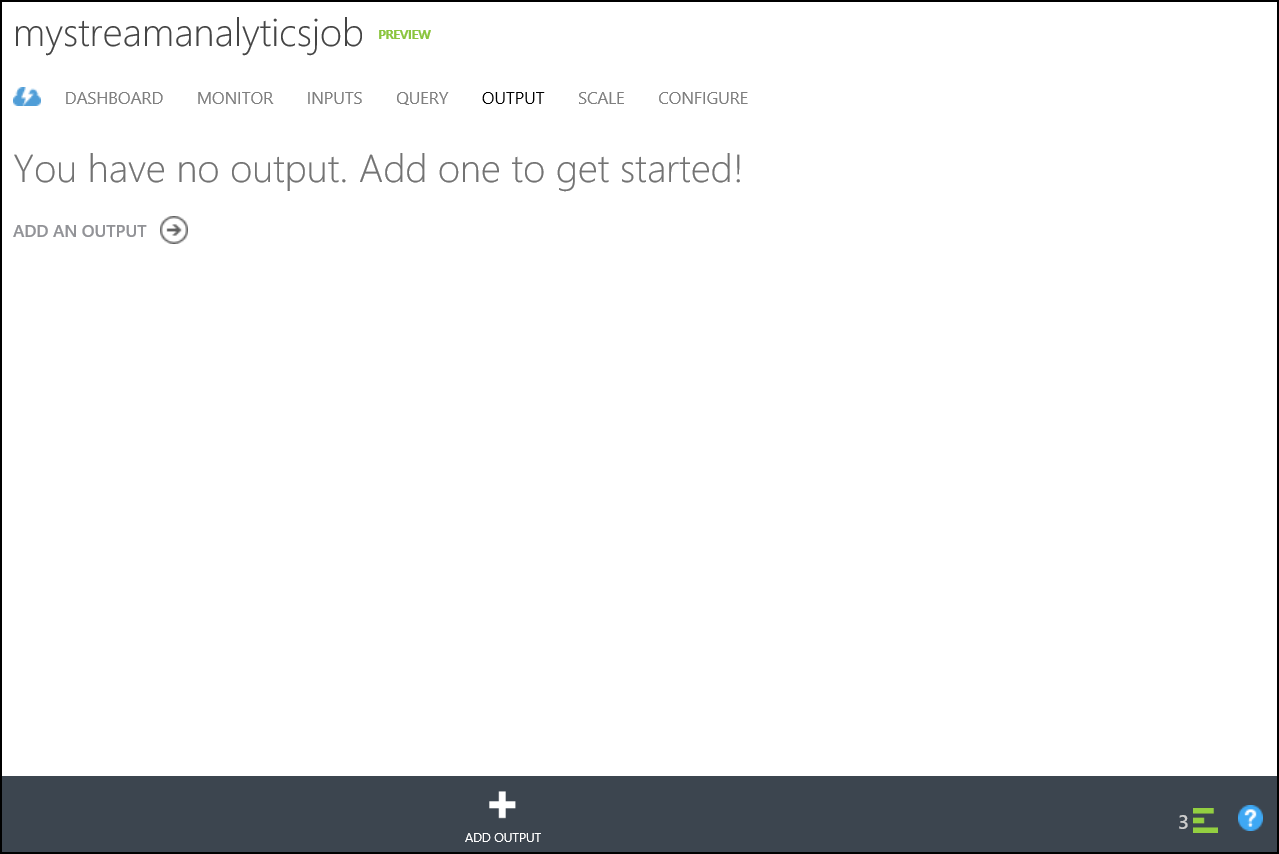 mystreamanalyticsjob PREVIEW
DASHBOARD MONITOR INPUTS QUERY OUTPUT SCALE CONFIGURE
You have no output. Add one to get started!
ADD AN OUTPUT
ADD OUTPUT
3 ?